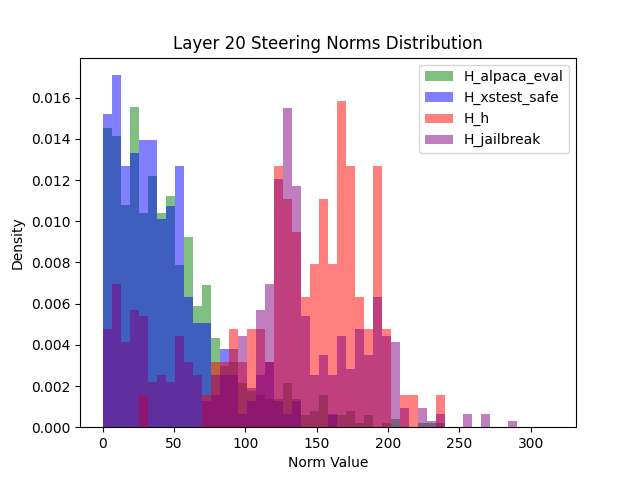 Layer 20 Steering Norms Distribution
H_alpaca_eval
H_xstest_safe
H_h
H_jailbreak
Density
0.016
0.014
0.012
0.010
0.008
0.006
0.004
0.002
0.000
0
50
100
150
200
250
300
Norm Value